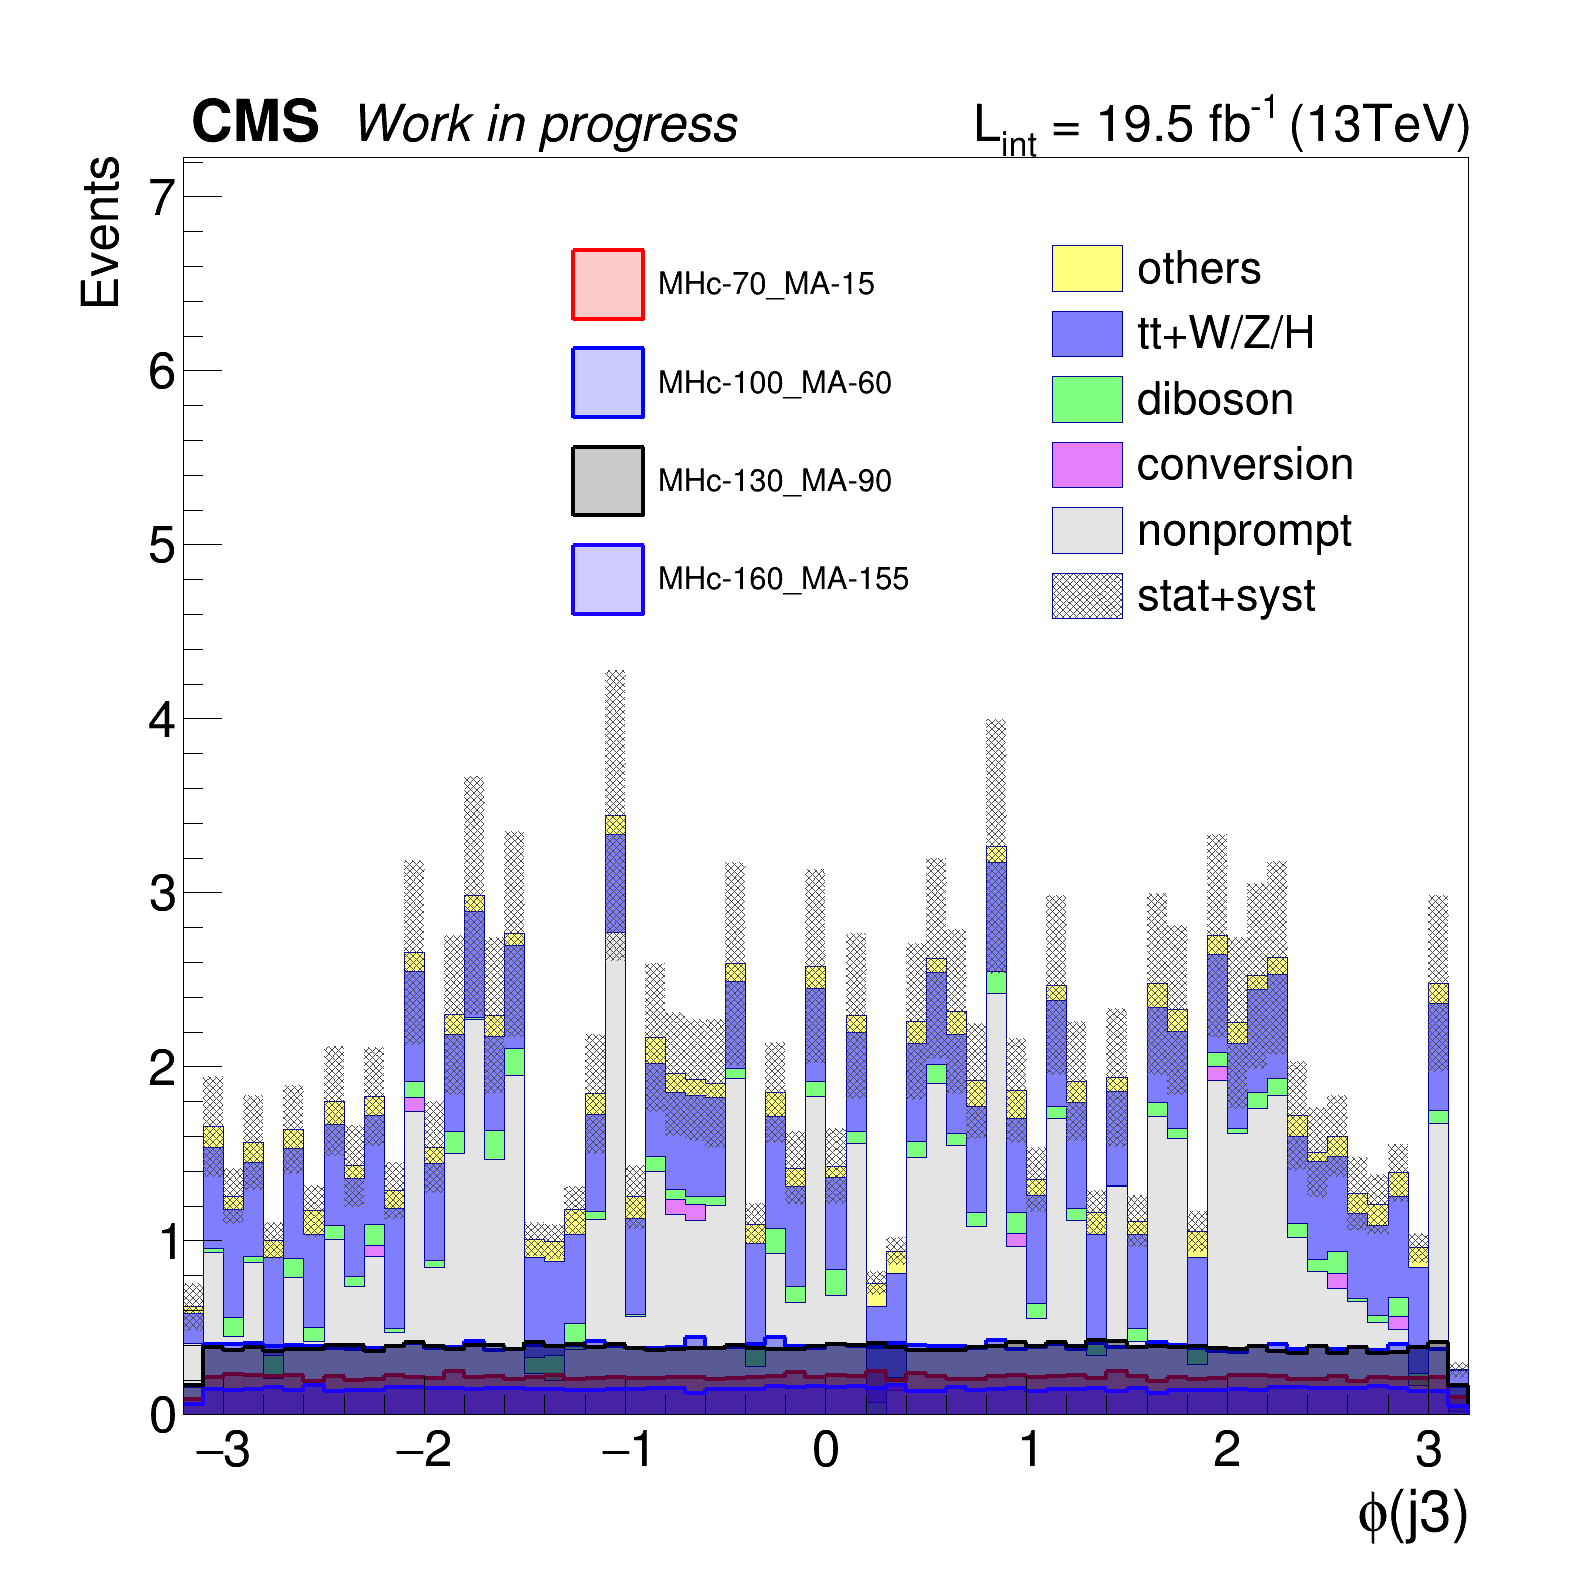 CMS Work in progress
L_int = 19.5 fb^-1 (13TeV)
Events
7
6
5
4
3
2
1
0
MHc-70_MA-15
MHc-100_MA-60
MHc-130_MA-90
MHc-160_MA-155
others
tt+W/Z/H
diboson
conversion
nonprompt
stat+syst
−3 −2 −1 0 1 2 3
ϕ(j3)